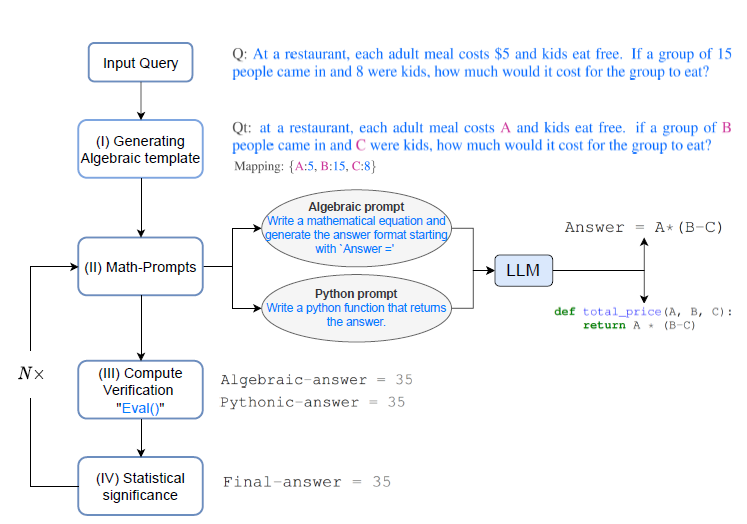 Input Query
Q: At a restaurant, each adult meal costs $5 and kids eat free. If a group of 15
people came in and 8 were kids, how much would it cost for the group to eat?
(I) Generating
Algebraic template
Qt: at a restaurant, each adult meal costs A and kids eat free. if a group of B
people came in and C were kids, how much would it cost for the group to eat?
Mapping: {A:5, B:15, C:8}
(II) Math-Prompts
Algebraic prompt
Write a mathematical equation and
generate the answer format starting
with `Answer ='
Python prompt
Write a python function that returns
the answer.
LLM
Answer = A* (B-C)
def total_price(A, B, C):
return A * (B-C)
N×
(III) Compute
Verification
"Eval()"
Algebraic-answer = 35
Pythonic-answer = 35
(IV) Statistical
significance
Final-answer = 35